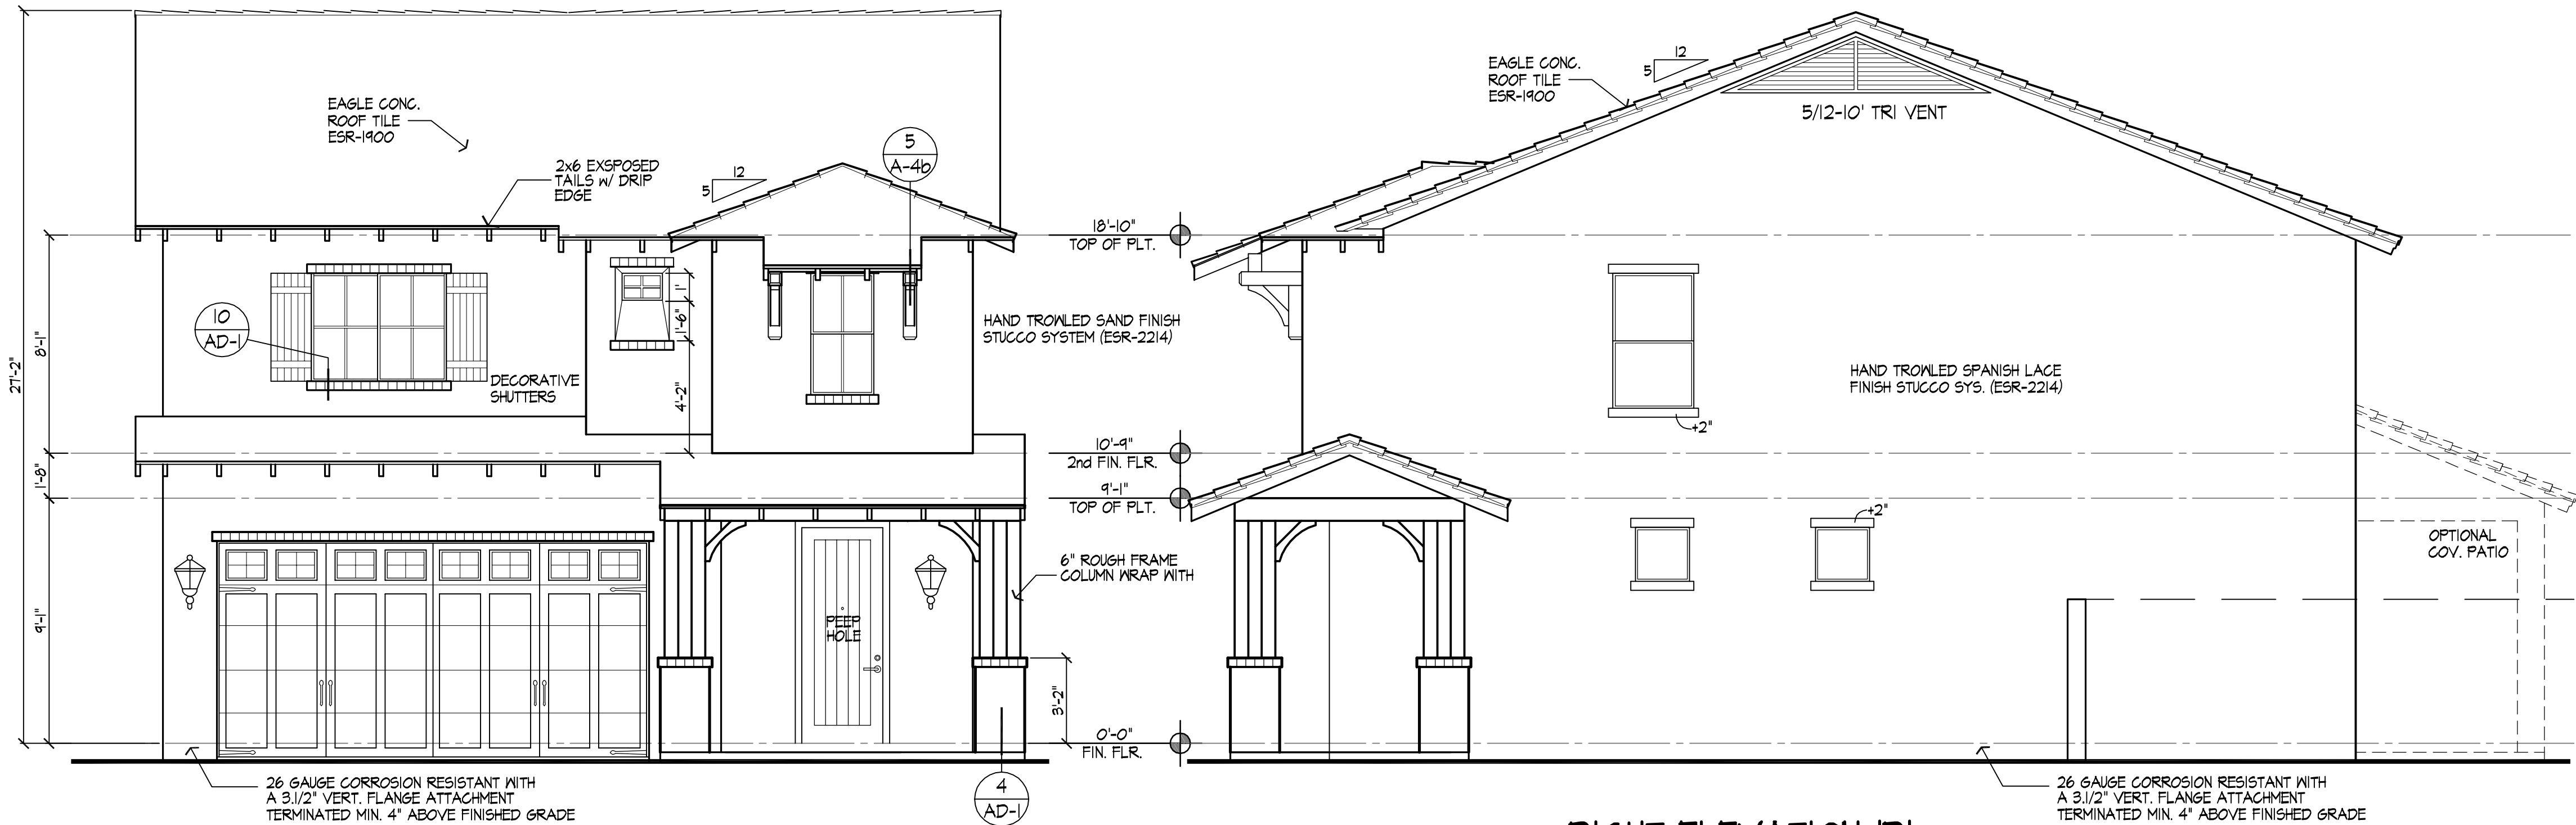 EAGLE CONC.
ROOF TILE
ESR-1900
2x6 EXSPOSED
TAILS W/ DRIP
EDGE
12
5
5
A-4b
10
AD-1
DECORATIVE
SHUTTERS
1'
1'-6"
4'-2"
HAND TROWLED SAND FINISH
STUCCO SYSTEM (ESR-2214)
27'-2"
8'-1"
1'-8"
9'-1"
PEEP
HOLE
6" ROUGH FRAME
COLUMN WRAP WITH
3'-2"
4
AD-1
26 GAUGE CORROSION RESISTANT WITH
A 3.1/2" VERT. FLANGE ATTACHMENT
TERMINATED MIN. 4" ABOVE FINISHED GRADE
18'-10"
TOP OF PLT.
10'-9"
2nd FIN. FLR.
9'-1"
TOP OF PLT.
0'-0"
FIN. FLR.
EAGLE CONC.
ROOF TILE
ESR-1900
12
5
5/12-10' TRI VENT
HAND TROWLED SPANISH LACE
FINISH STUCCO SYS. (ESR-2214)
+2"
+2"
OPTIONAL
COV. PATIO
26 GAUGE CORROSION RESISTANT WITH
A 3.1/2" VERT. FLANGE ATTACHMENT
TERMINATED MIN. 4" ABOVE FINISHED GRADE
RIGHT ELEVATION